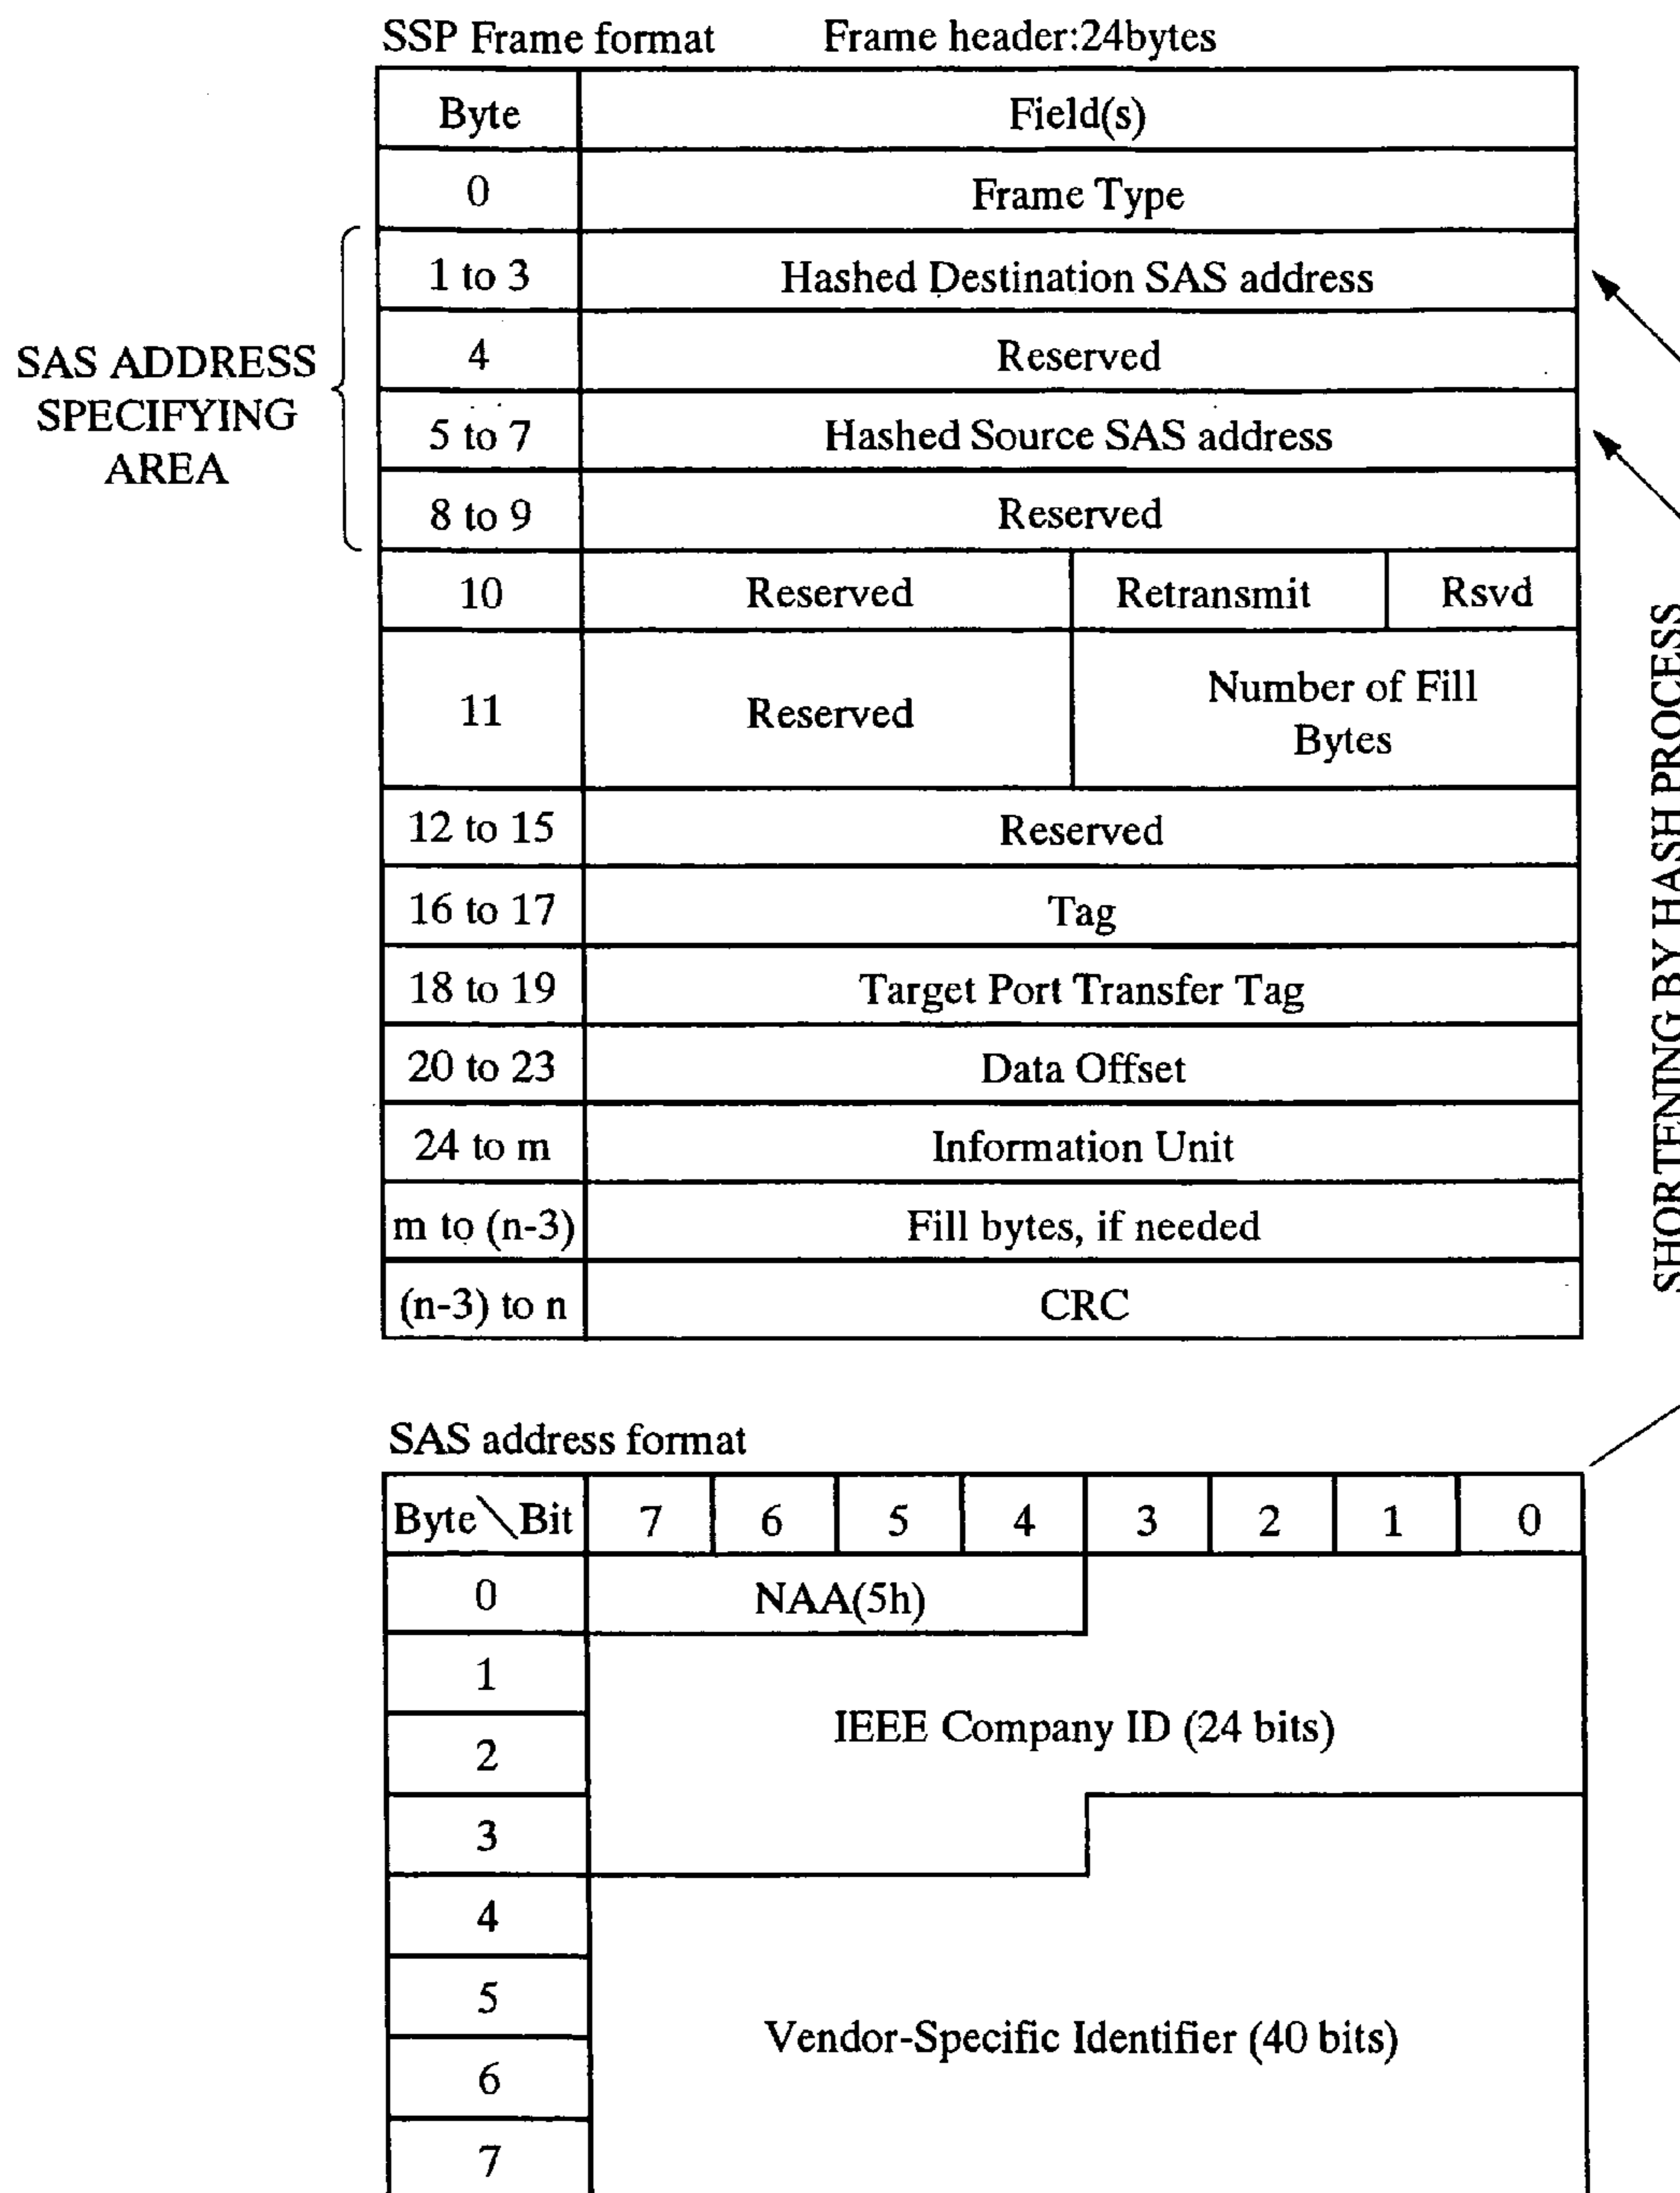 SSP Frame format Frame header:24bytes
Byte Field(s)
0 Frame Type
1 to 3 Hashed Destination SAS address
4 Reserved
5 to 7 Hashed Source SAS address
8 to 9 Reserved
SAS ADDRESS
SPECIFYING
AREA
10 Reserved Retransmit Rsvd
11 Reserved Number of Fill
Bytes
12 to 15 Reserved
16 to 17 Tag
18 to 19 Target Port Transfer Tag
20 to 23 Data Offset
24 to m Information Unit
m to (n-3) Fill bytes, if needed
(n-3) to n CRC
SHORTENING BY HASH PROCESS
SAS address format
Byte\Bit 7 6 5 4 3 2 1 0
0 NAA(5h)
1
IEEE Company ID (24 bits)
2
3
4
5
Vendor-Specific Identifier (40 bits)
6
7